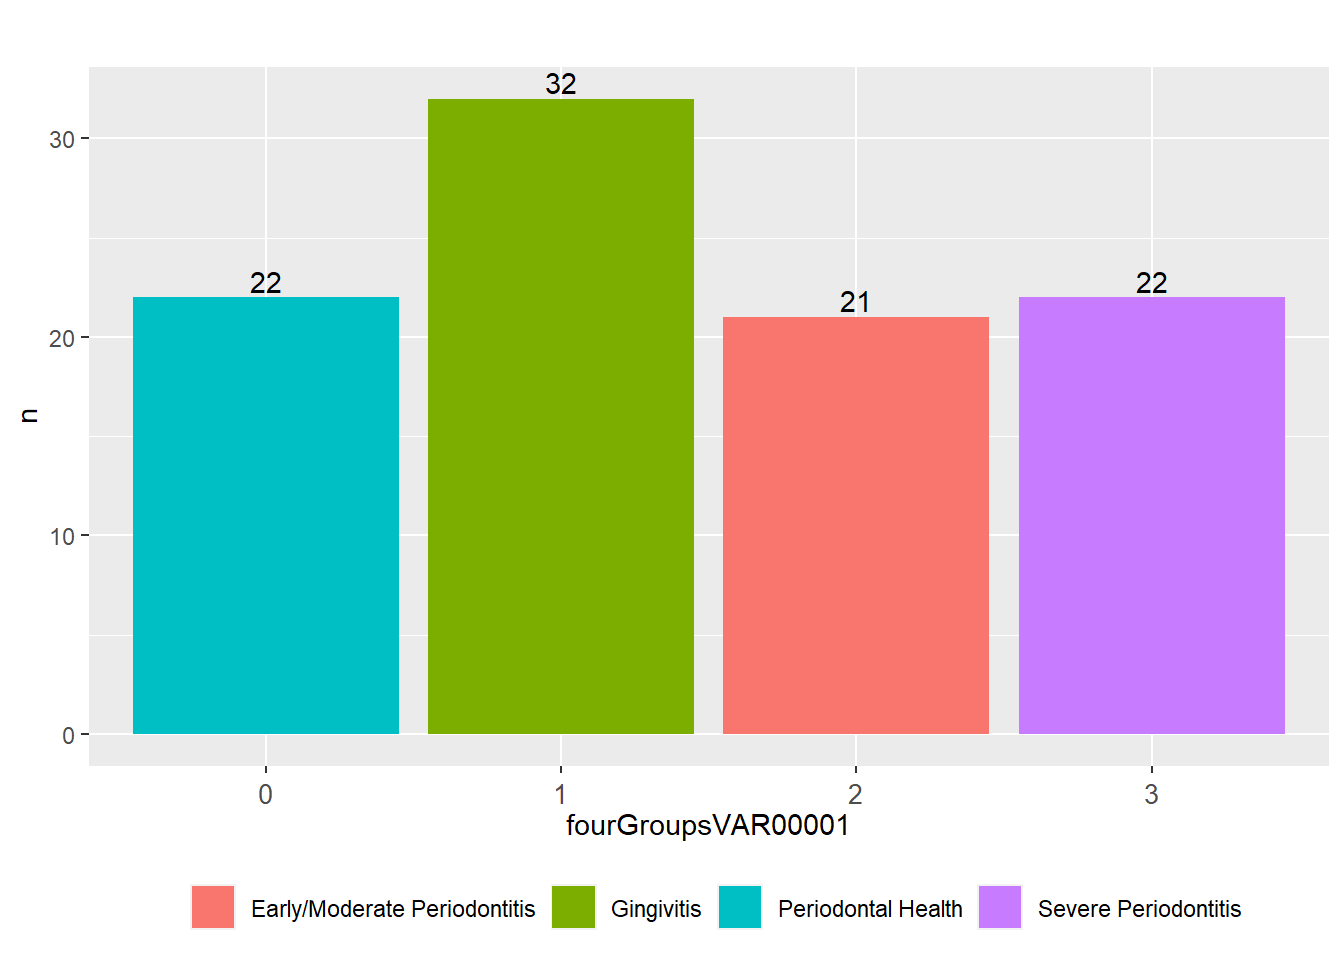 32
30
22
22
21
20
n
10
0
0 1 2 3
fourGroupsVAR00001
Early/Moderate Periodontitis Gingivitis Periodontal Health Severe Periodontitis